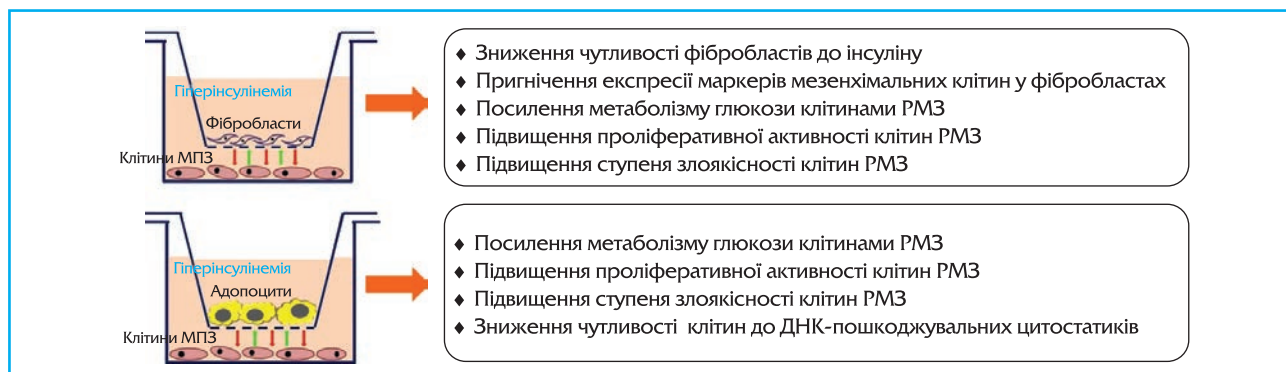 Гіперінсулінемія
Фібробласти
Клітини МПЗ
♦ Зниження чутливості фібробластів до інсуліну
♦ Пригнічення експресії маркерів мезенхімальних клітин у фібробластах
♦ Посилення метаболізму глюкози клітинами РМЗ
♦ Підвищення проліферативної активності клітин РМЗ
♦ Підвищення ступеня злоякісності клітин РМЗ
Гіперінсулінемія
Адопоцити
Клітини МПЗ
♦ Посилення метаболізму глюкози клітинами РМЗ
♦ Підвищення проліферативної активності клітин РМЗ
♦ Підвищення ступеня злоякісності клітин РМЗ
♦ Зниження чутливості клітин до ДНК-пошкоджувальних цитостатиків